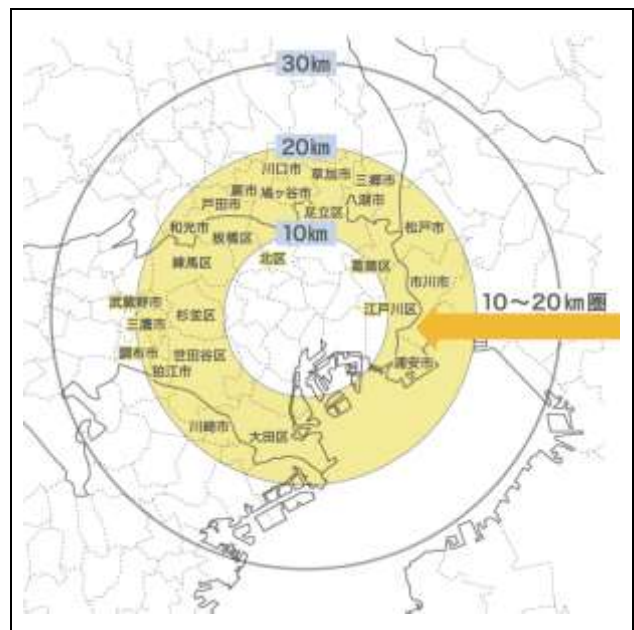 30km
20km
川口市
草加市
三郷市
蕨市
鳩ヶ谷市
八潮市
戸田市
足立区
松戸市
和光市
板橋区
10km
北区
練馬区
葛飾区
市川市
武蔵野市
杉並区
江戸川区
10〜20km圏
三鷹市
調布市
世田谷区
浦安市
狛江市
川崎市
大田区